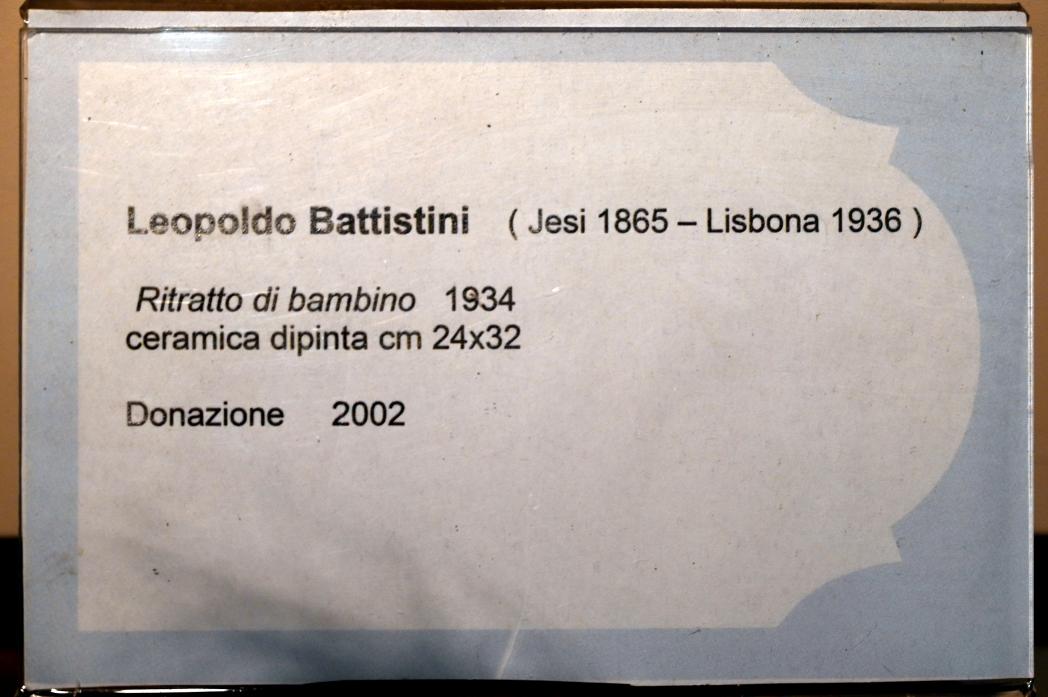 Leopoldo Battistini ( Jesi 1865 – Lisbona 1936 )
Ritratto di bambino 1934
ceramica dipinta cm 24x32
Donazione 2002